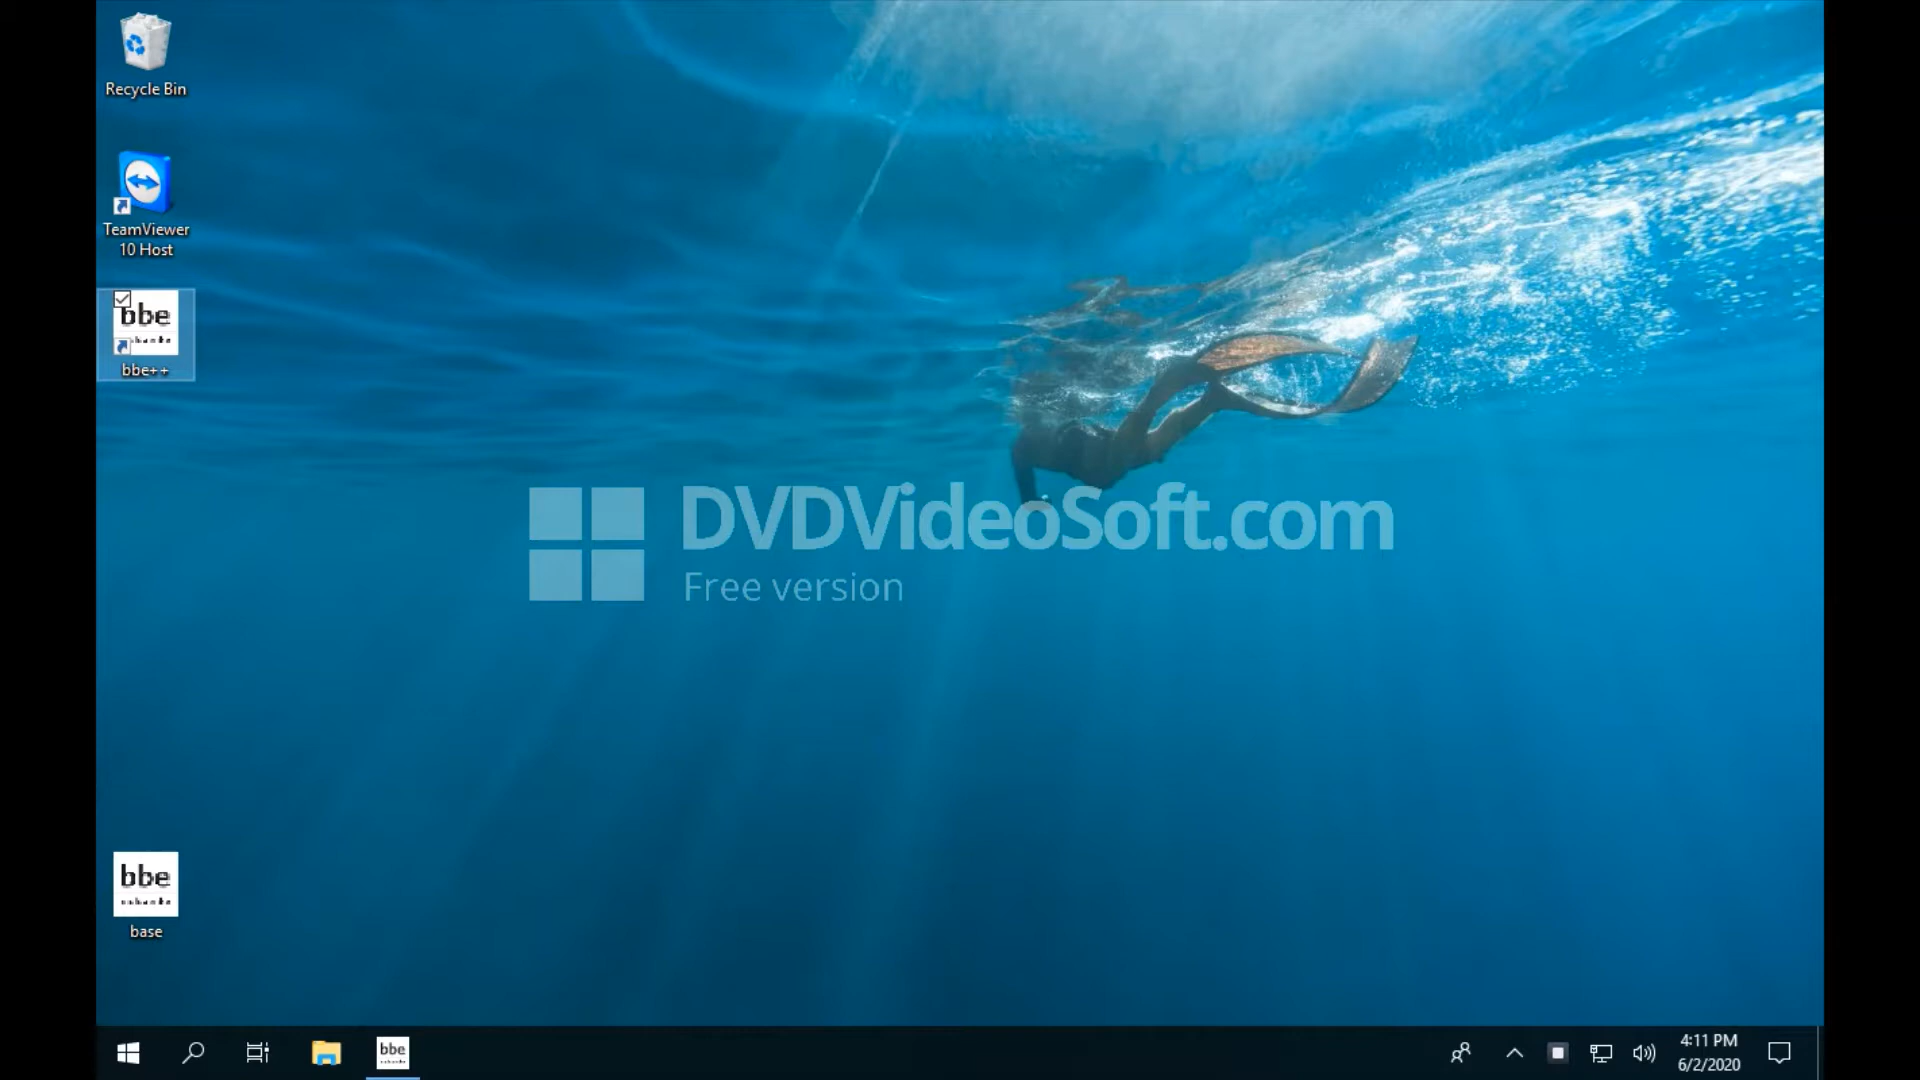 Recycle Bin
TeamViewer
10 Host
bbe
bbe++
DVDVideoSoft.com
Free version
bbe
base
bbe
4:11 PM
6/2/2020